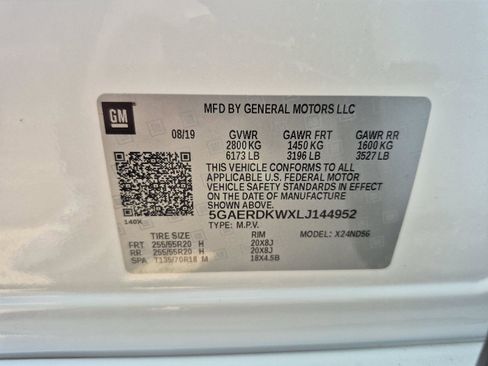 GM
MFD BY GENERAL MOTORS LLC
08/19 GVWR GAWR FRT GAWR RR
2800 KG 1450 KG 1600 KG
6173 LB 3196 LB 3527 LB
THIS VEHICLE CONFORMS TO ALL
APPLICABLE U.S. FEDERAL MOTOR
VEHICLE SAFETY STANDARDS IN EFFECT
ON THE DATE OF MANUFACTURE
SHOWN ABOVE.
140X 5GAERDKWXLJ144952
TYPE: M.P.V.
TIRE SIZE RIM MODEL: X24ND56
FRT 255/55R20 H 20X8J
RR 255/55R20 H 20X8J
SPA T135/70R18 M 18X4.5B